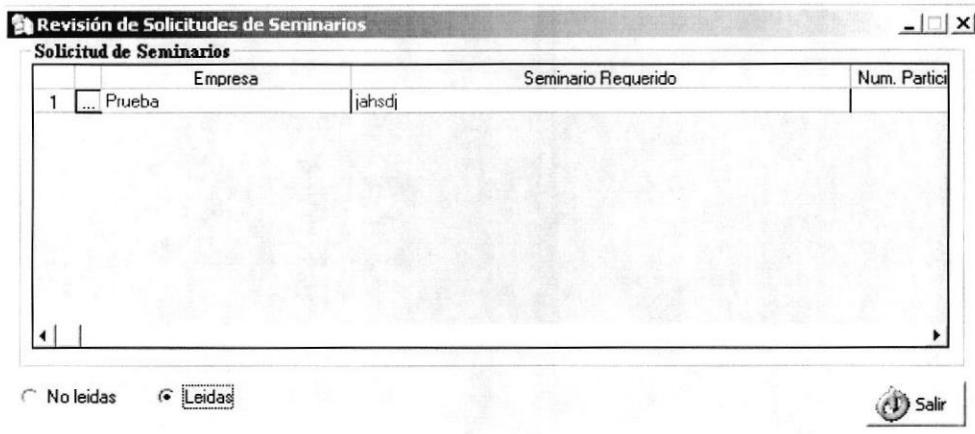 Revisión de Solicitudes de Seminarios
Solicitud de Seminarios
Empresa Seminario Requerido Num. Partici
1 ... Prueba jahsdj
No leidas Leidas Salir